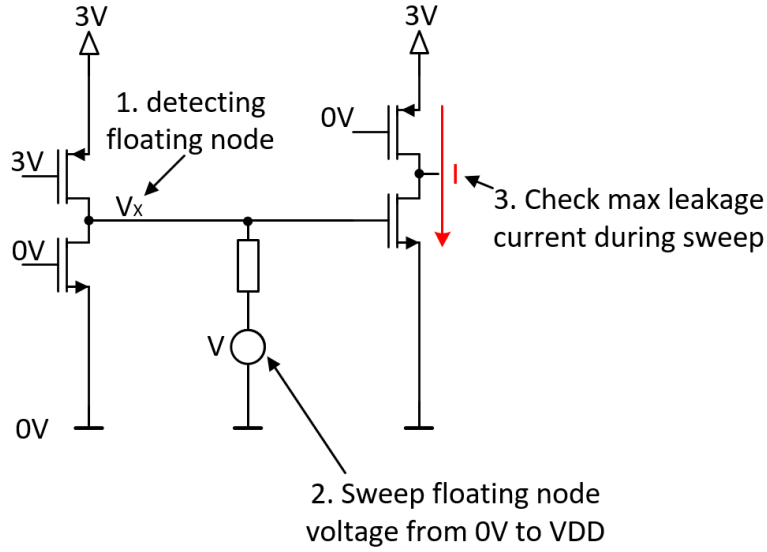 3V
3V
1. detecting
floating node
0V
3V
VX
I
3. Check max leakage
current during sweep
0V
V
0V
2. Sweep floating node
voltage from 0V to VDD